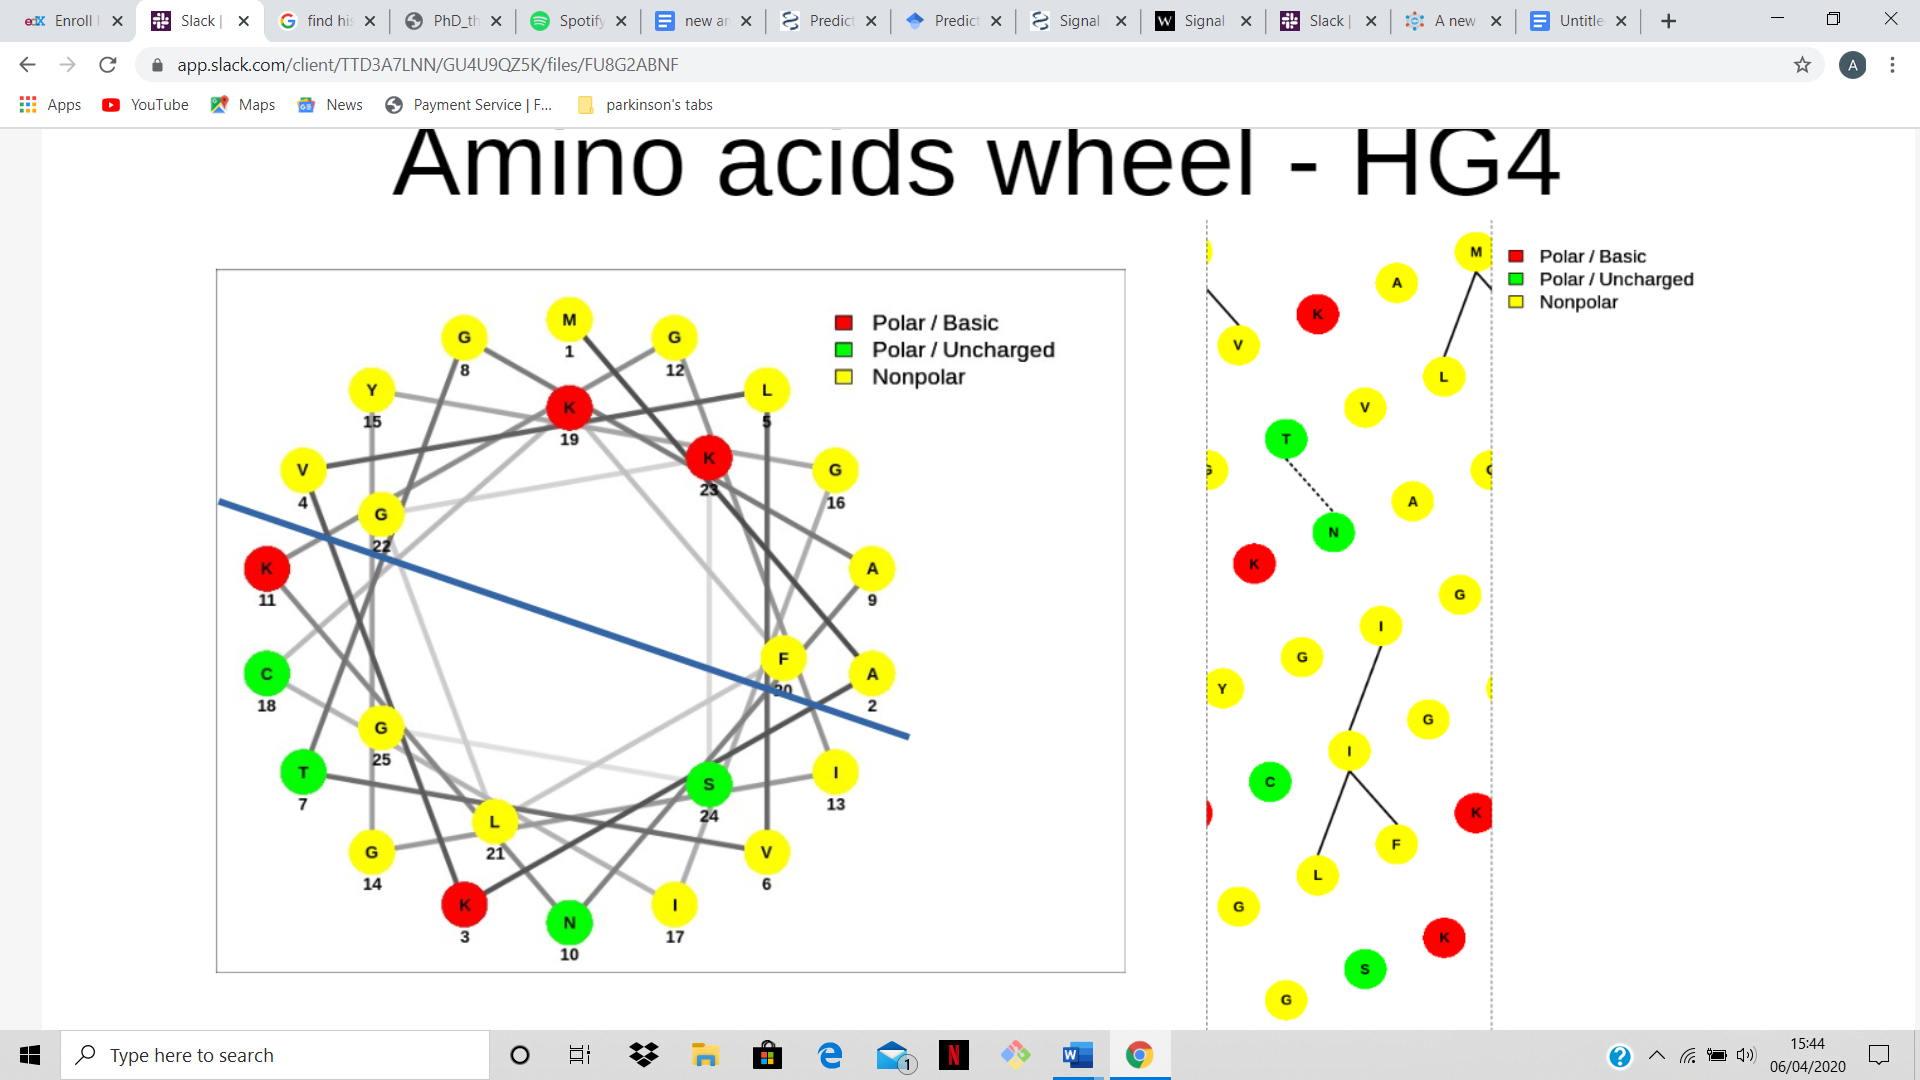 Enroll
Slack |
find his
PhD_th
Spotify
new an
Predict
Predict
Signal
Signal
Slack |
A new
Untitle
app.slack.com/client/TTD3A7LNN/GU4U9QZ5K/files/FU8G2ABNF
A
Apps
YouTube
Maps
News
Payment Service | F...
parkinson's tabs
Amino acids wheel - HG4
Polar / Basic
Polar / Uncharged
Nonpolar
M
1
G
8
G
12
Y
15
L
5
K
19
K
23
V
4
G
16
G
22
K
11
A
9
F
20
A
2
C
18
G
25
T
7
S
24
I
13
L
21
G
14
V
6
K
3
N
10
I
17
Polar / Basic
Polar / Uncharged
Nonpolar
M
A
K
V
L
V
T
G
G
A
N
K
G
I
G
Y
G
I
C
K
F
L
G
K
S
G
Type here to search
1
15:44
06/04/2020